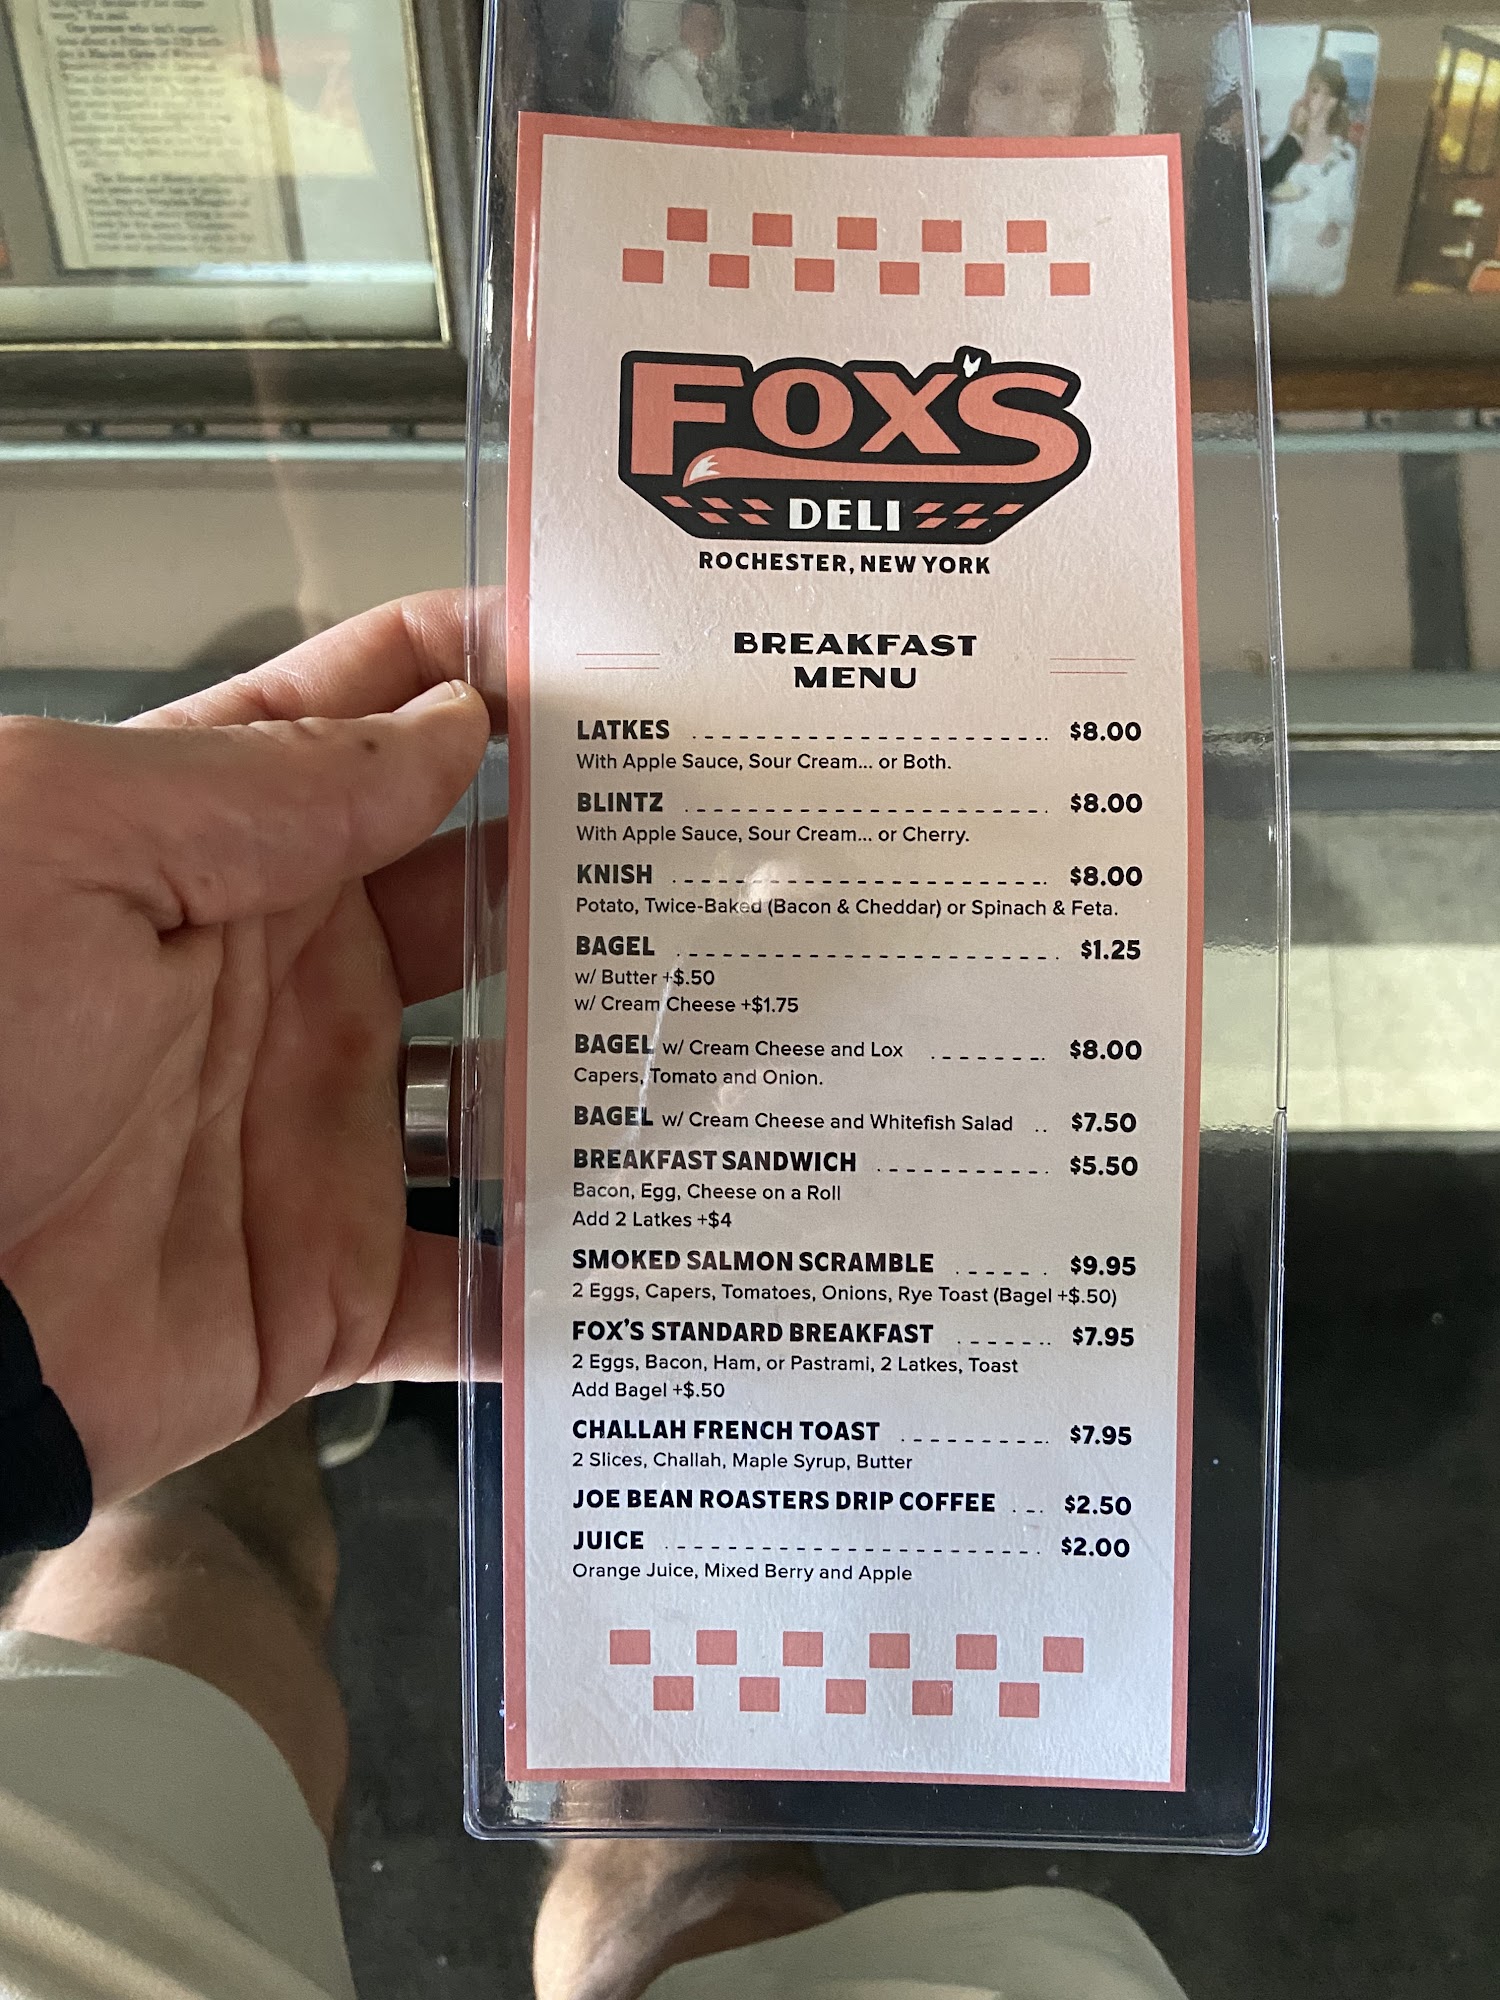 FOX'S
DELI
ROCHESTER, NEW YORK
BREAKFAST
MENU
LATKES $8.00
With Apple Sauce, Sour Cream... or Both.
BLINTZ $8.00
With Apple Sauce, Sour Cream... or Cherry.
KNISH $8.00
Potato, Twice-Baked (Bacon & Cheddar) or Spinach & Feta.
BAGEL $1.25
w/ Butter +$.50
w/ Cream Cheese +$1.75
BAGEL w/ Cream Cheese and Lox $8.00
Capers, Tomato and Onion.
BAGEL w/ Cream Cheese and Whitefish Salad .. $7.50
BREAKFAST SANDWICH $5.50
Bacon, Egg, Cheese on a Roll
Add 2 Latkes +$4
SMOKED SALMON SCRAMBLE $9.95
2 Eggs, Capers, Tomatoes, Onions, Rye Toast (Bagel +$.50)
FOX'S STANDARD BREAKFAST $7.95
2 Eggs, Bacon, Ham, or Pastrami, 2 Latkes, Toast
Add Bagel +$.50
CHALLAH FRENCH TOAST $7.95
2 Slices, Challah, Maple Syrup, Butter
JOE BEAN ROASTERS DRIP COFFEE $2.50
JUICE $2.00
Orange Juice, Mixed Berry and Apple